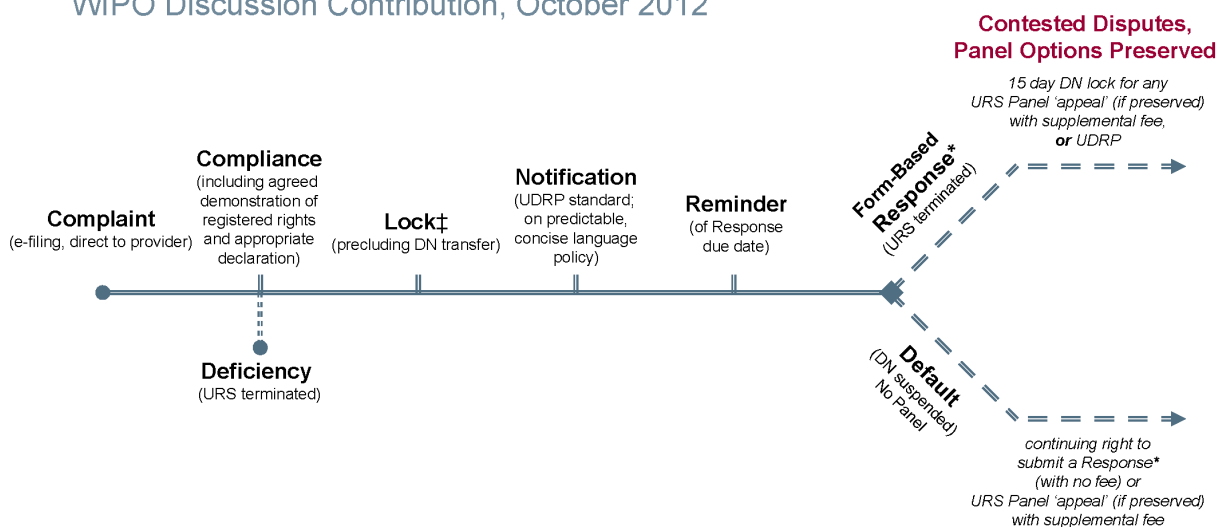 WIPO Discussion Contribution, October 2012
Contested Disputes,
Panel Options Preserved
15 day DN lock for any
URS Panel ‘appeal’ (if preserved)
with supplemental fee,
or UDRP
Complaint
(e-filing, direct to provider)
Compliance
(including agreed
demonstration of
registered rights
and appropriate
declaration)
Deficiency
(URS terminated)
Lock‡
(precluding DN transfer)
Notification
(UDRP standard;
on predictable,
concise language
policy)
Reminder
(of Response
due date)
Form-Based
Response*
(URS terminated)
Default
(DN suspended)
No Panel
continuing right to
submit a Response*
(with no fee) or
URS Panel ‘appeal’ (if preserved)
with supplemental fee